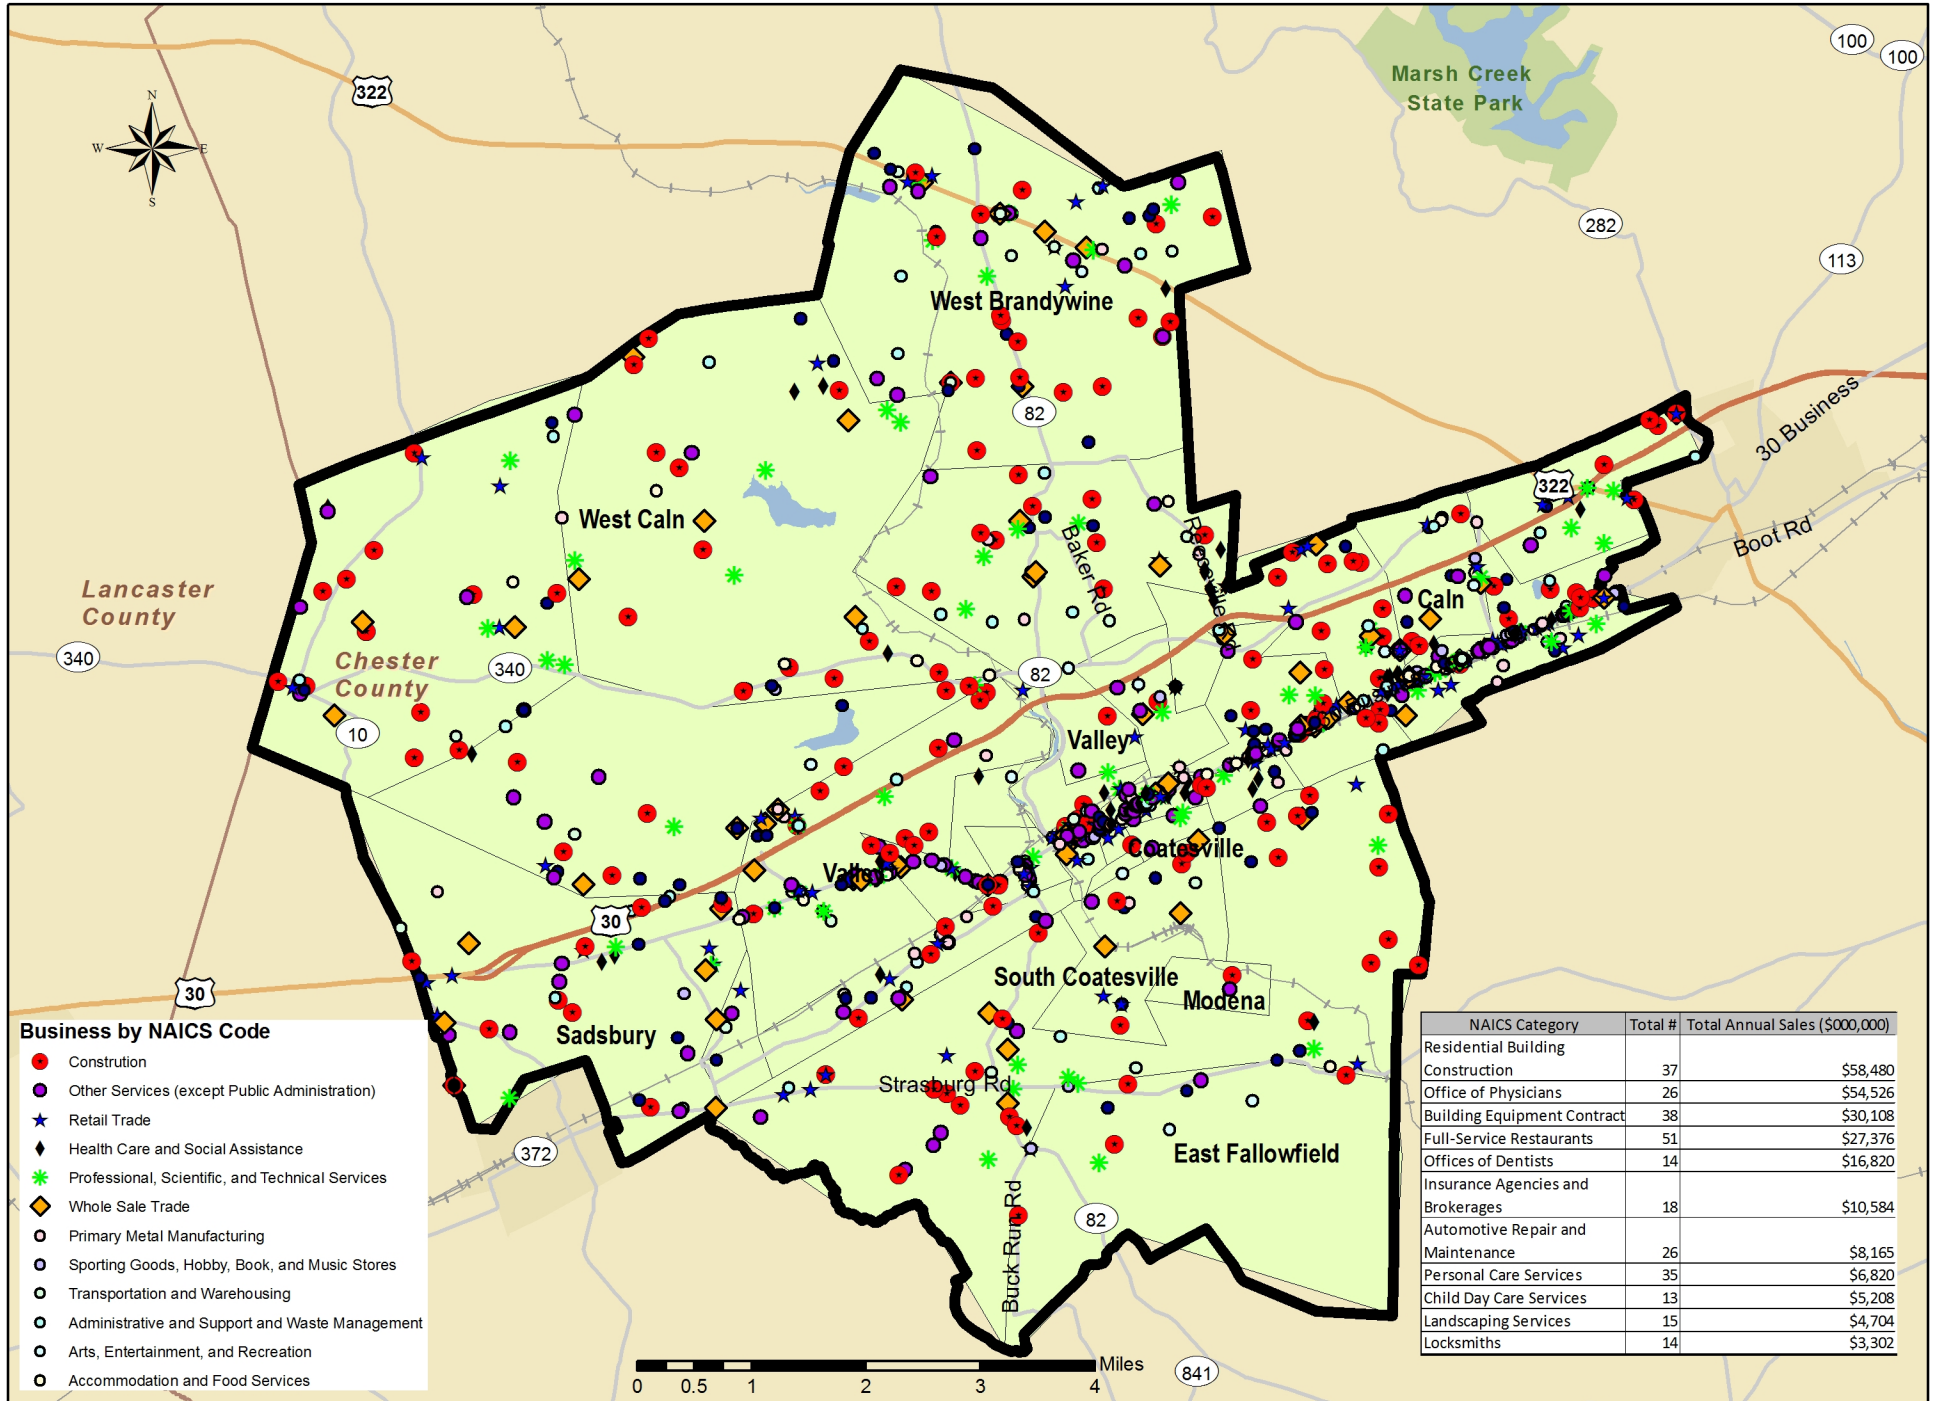 100
100
Marsh Creek
State Park
322
N
W
E
S
282
113
West Brandywine
82
30 Business
322
West Caln
Baker Rd
Boot Rd
Lancaster
County
Caln
340
Chester
County
340
82
10
Valley
Coatesville
Valley
30
30
South Coatesville
Modena
Sadsbury
Strasburg Rd
East Fallowfield
372
82
Buck Run Rd
841
Business by NAICS Code
Constrution
Other Services (except Public Administration)
Retail Trade
Health Care and Social Assistance
Professional, Scientific, and Technical Services
Whole Sale Trade
Primary Metal Manufacturing
Sporting Goods, Hobby, Book, and Music Stores
Transportation and Warehousing
Administrative and Support and Waste Management
Arts, Entertainment, and Recreation
Accommodation and Food Services
Miles
0 0.5 1 2 3 4
NAICS Category Total # Total Annual Sales ($000,000)
Residential Building
Construction 37 $58,480
Office of Physicians 26 $54,526
Building Equipment Contract 38 $30,108
Full-Service Restaurants 51 $27,376
Offices of Dentists 14 $16,820
Insurance Agencies and
Brokerages 18 $10,584
Automotive Repair and
Maintenance 26 $8,165
Personal Care Services 35 $6,820
Child Day Care Services 13 $5,208
Landscaping Services 15 $4,704
Locksmiths 14 $3,302